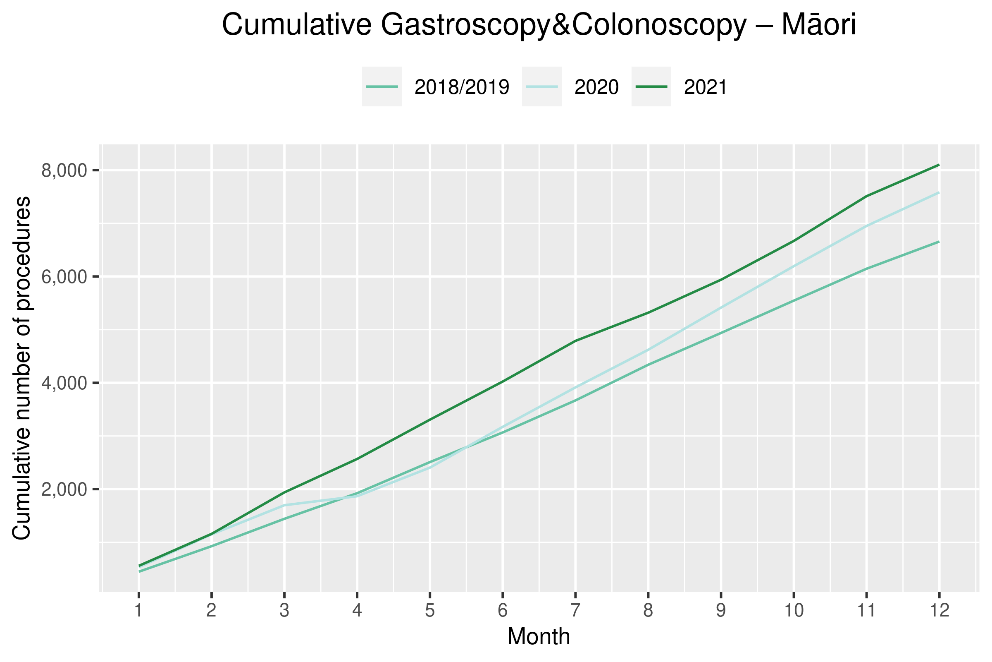 Cumulative Gastroscopy&Colonoscopy – Māori
2018/2019 2020 2021
8,000
6,000
4,000
2,000
Cumulative number of procedures
1 2 3 4 5 6 7 8 9 10 11 12
Month